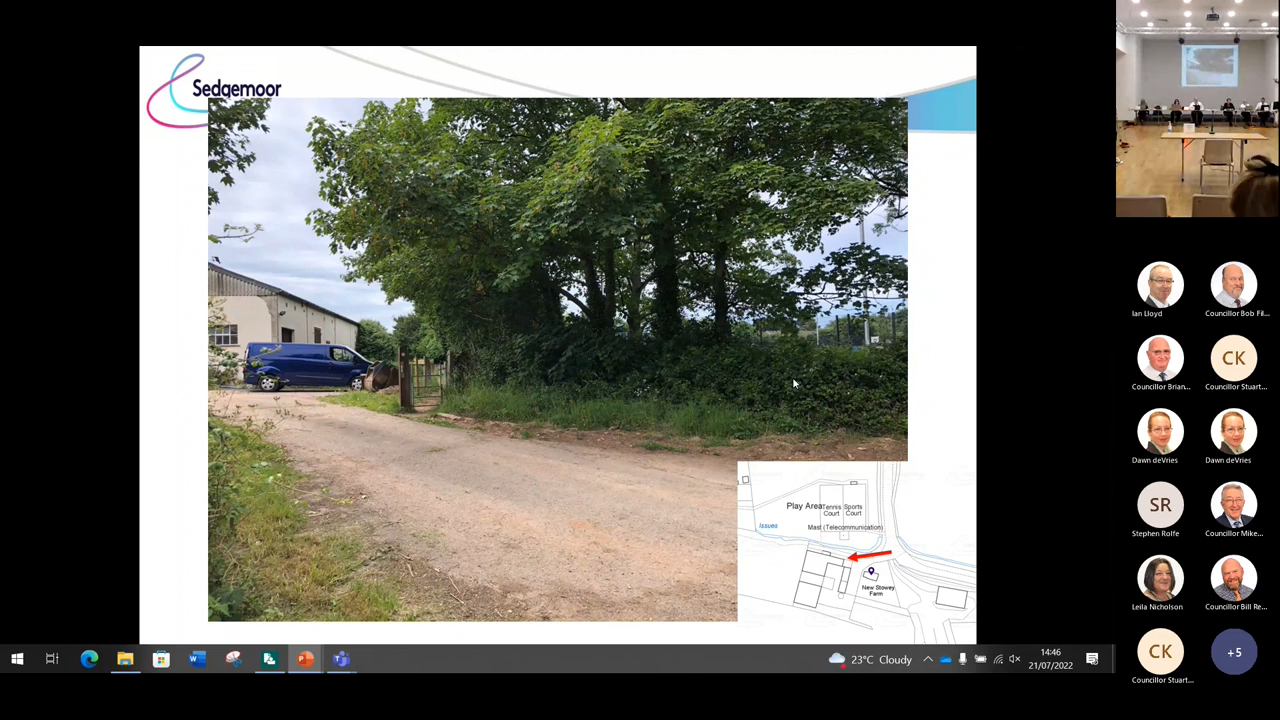 Sedgemoor
Play Area
Tennis Court
Sports Court
Mast (Telecommunication)
Issues
New Stowey Farm
Ian Lloyd
Councillor Bob Fil...
Councillor Brian...
CK
Councillor Stuart...
Dawn deVries
Dawn deVries
SR
Stephen Rolfe
Councillor Mike...
Leila Nicholson
Councillor Bill Re...
CK
Councillor Stuart...
+5
23°C Cloudy
14:46
21/07/2022